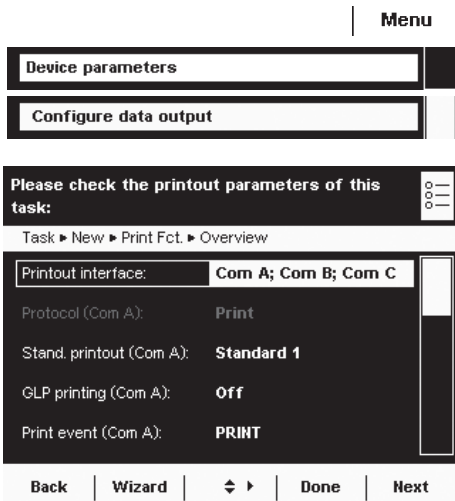 Menu
Device parameters
Configure data output
Please check the printout parameters of this
task:
Task ▸ New ▸ Print Fct. ▸ Overview
Printout interface: Com A; Com B; Com C
Protocol (Com A): Print
Stand. printout (Com A): Standard 1
GLP printing (Com A): Off
Print event (Com A): PRINT
Back Wizard Done Next